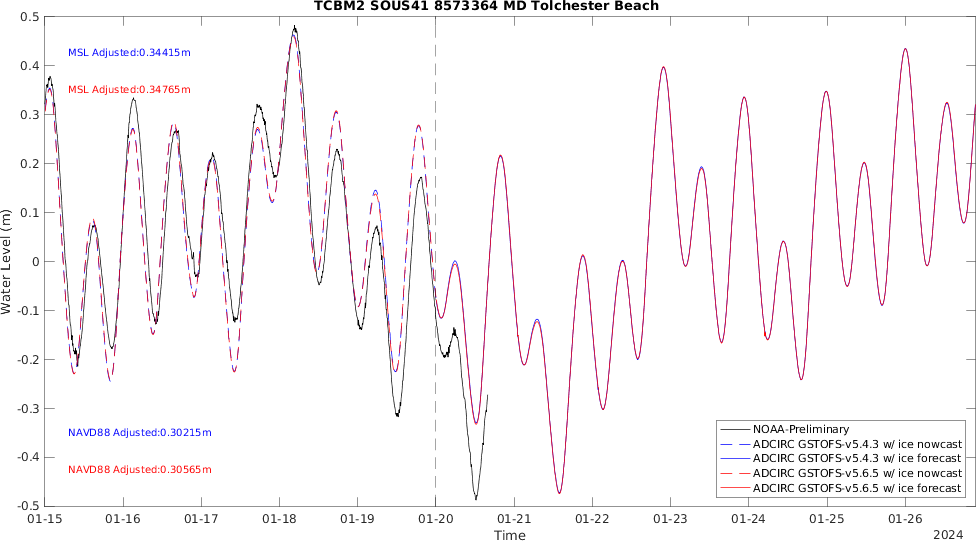 TCBM2 SOUS41 8573364 MD Tolchester Beach
0.5
0.4
0.3
0.2
0.1
0
-0.1
-0.2
-0.3
-0.4
-0.5
Water Level (m)
MSL Adjusted:0.34415m
MSL Adjusted:0.34765m
NAVD88 Adjusted:0.30215m
NAVD88 Adjusted:0.30565m
NOAA-Preliminary
ADCIRC GSTOFS-v5.4.3 w/ ice nowcast
ADCIRC GSTOFS-v5.4.3 w/ ice forecast
ADCIRC GSTOFS-v5.6.5 w/ ice nowcast
ADCIRC GSTOFS-v5.6.5 w/ ice forecast
01-15 01-16 01-17 01-18 01-19 01-20 01-21 01-22 01-23 01-24 01-25 01-26
Time
2024